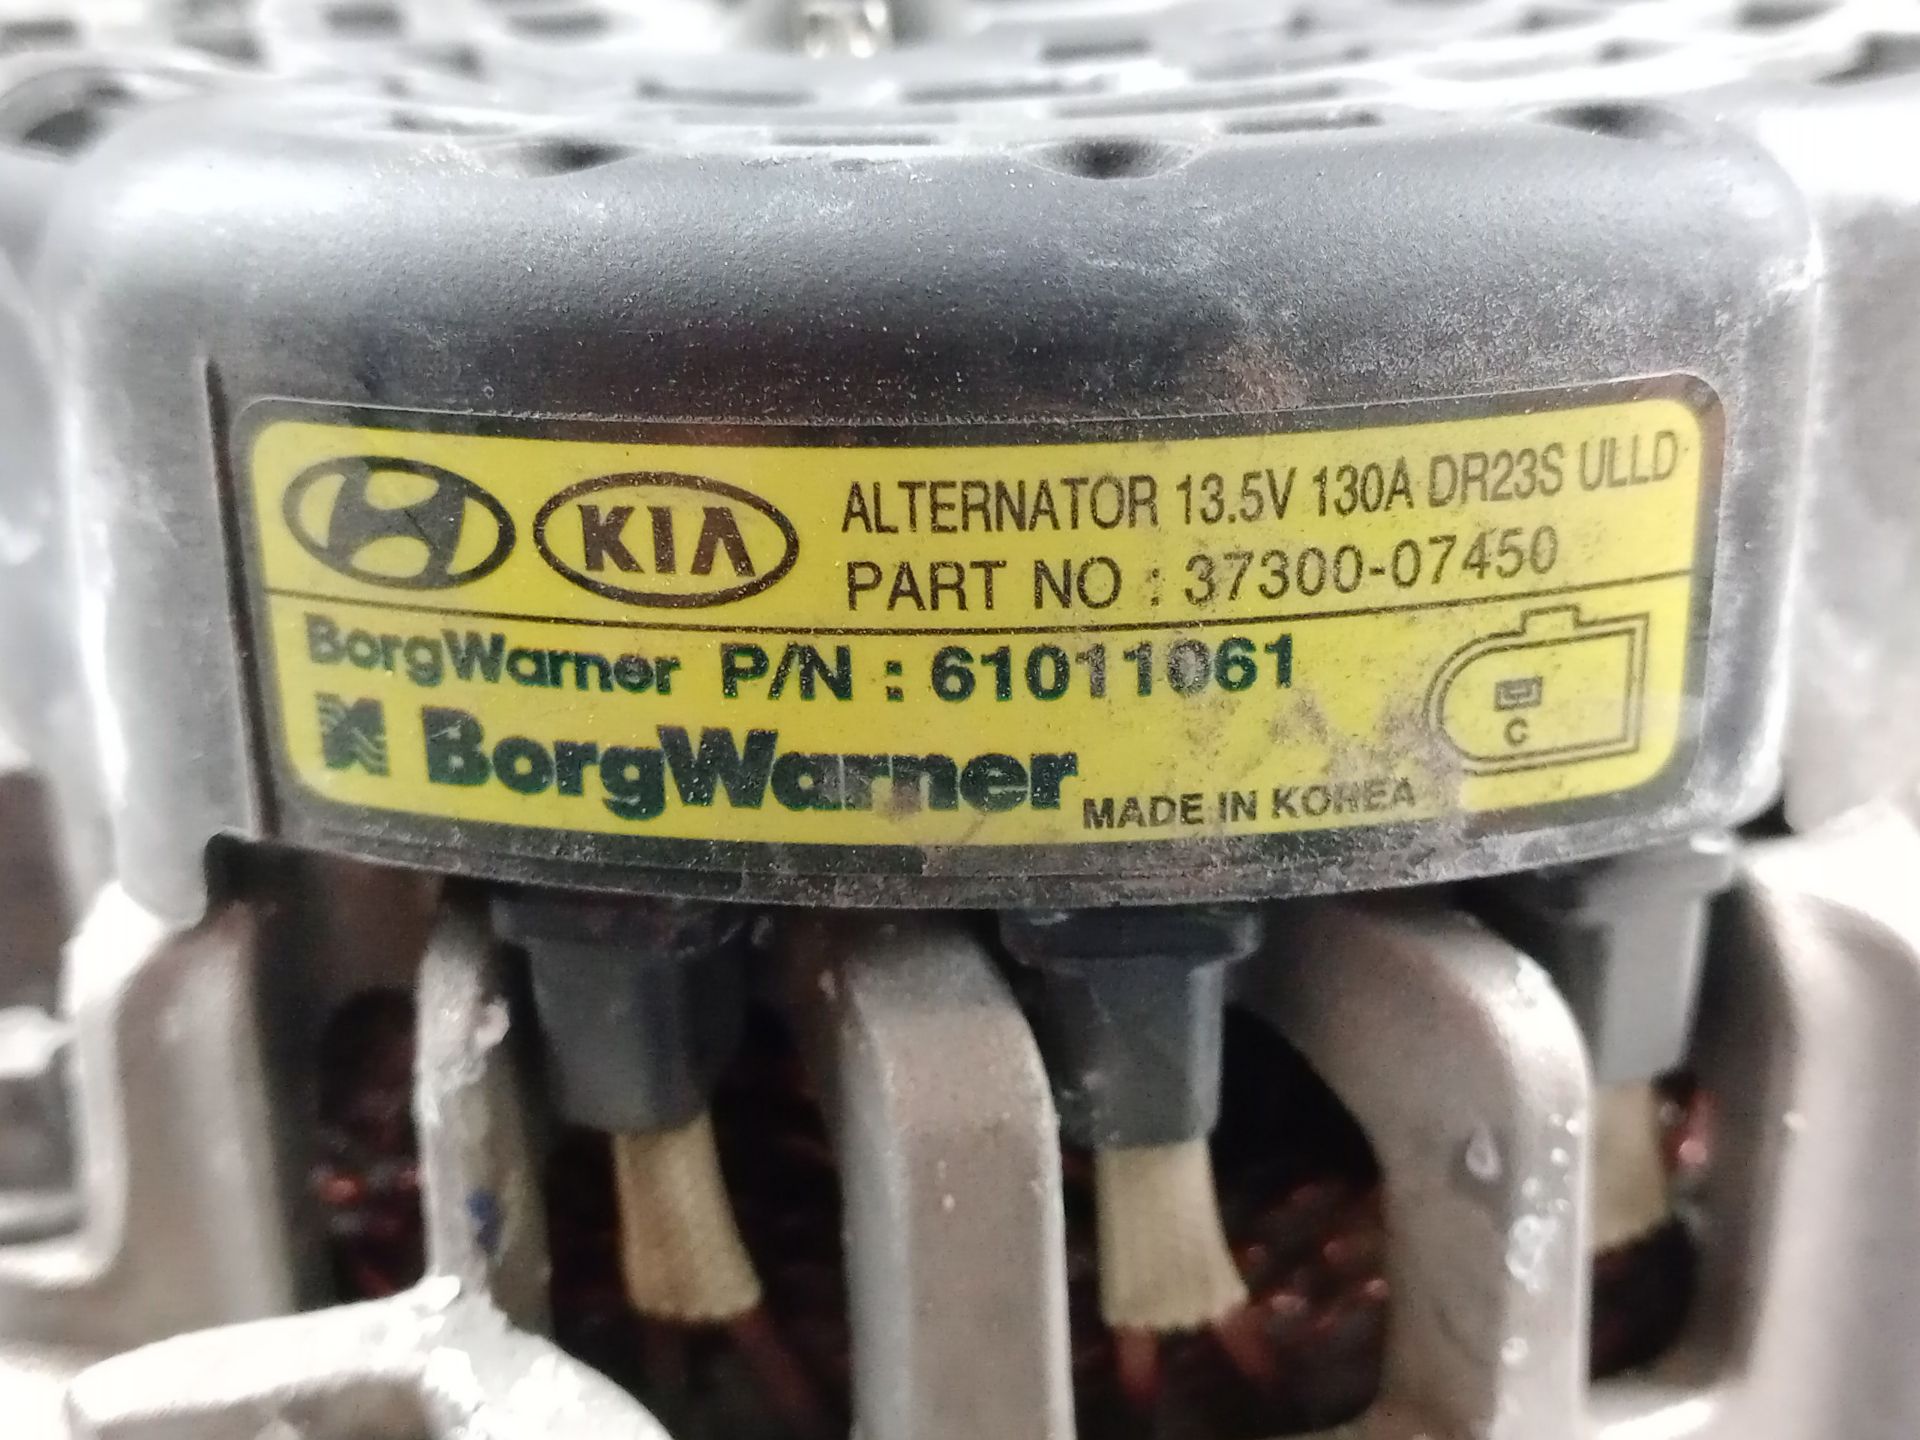 KIA ALTERNATOR 13.5V 130A DR23S ULLD
PART NO : 37300-07450
BorgWarner P/N : 61011061
BorgWarner MADE IN KOREA
C